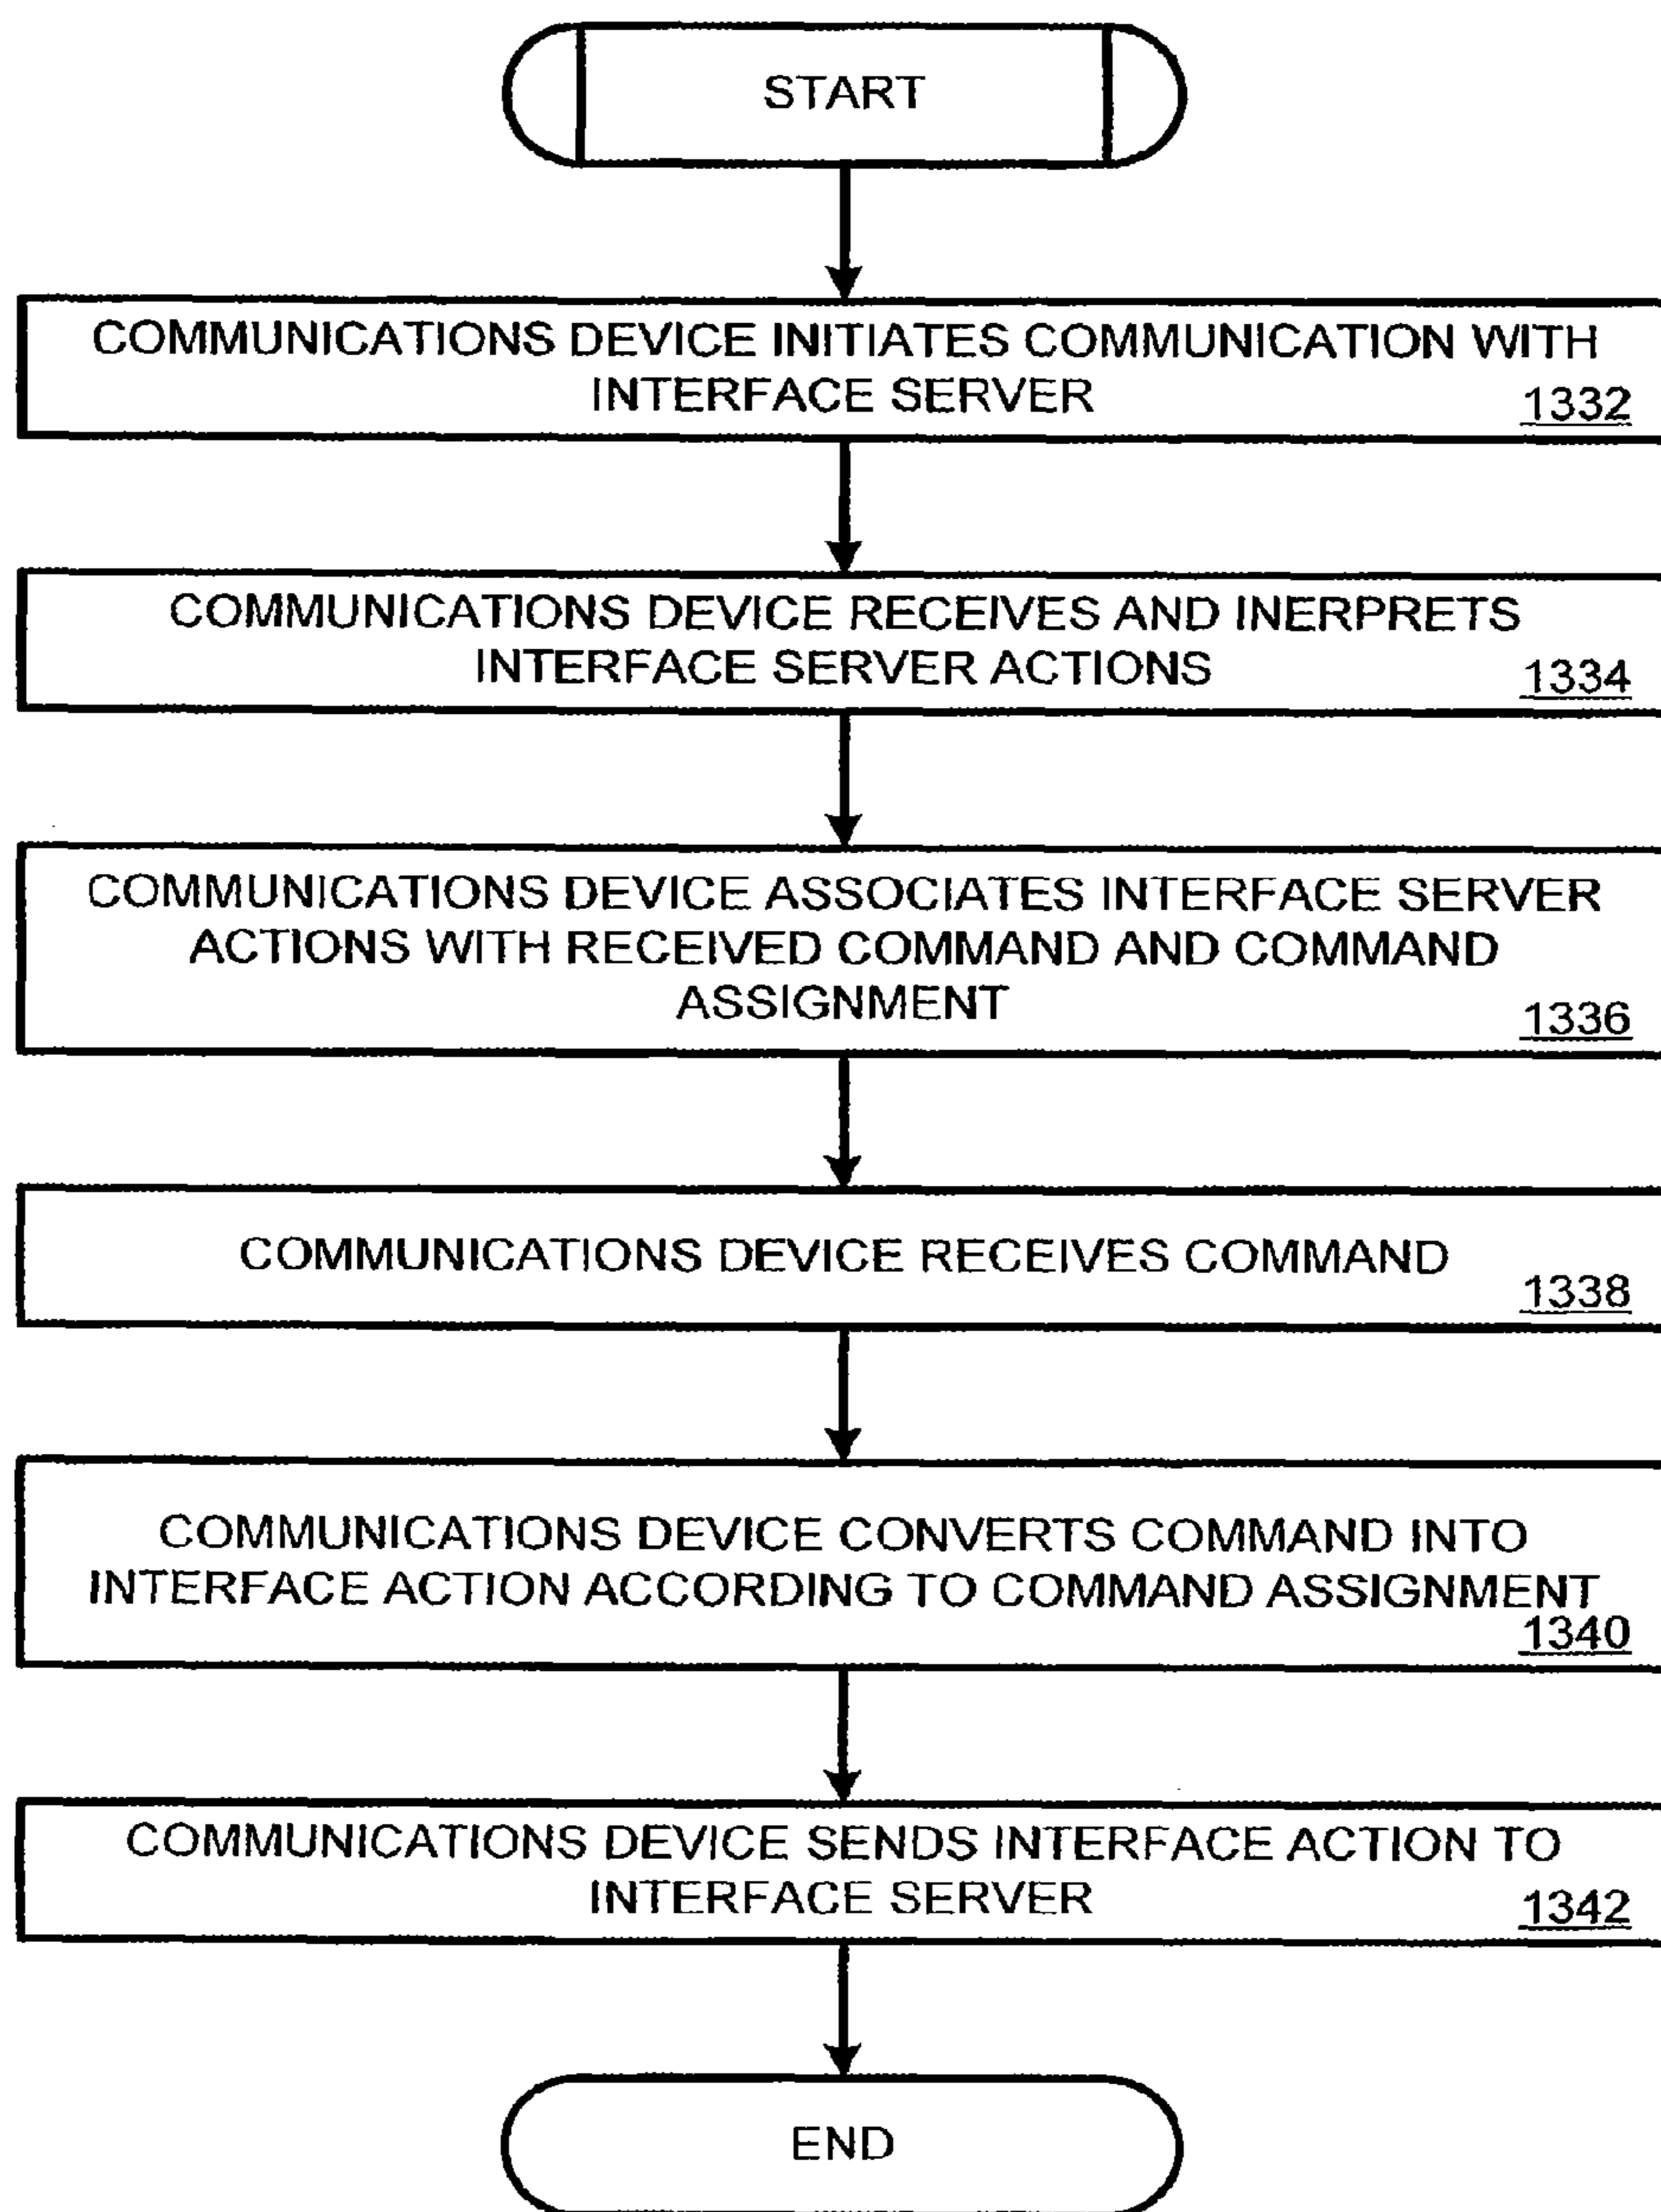 START
COMMUNICATIONS DEVICE INITIATES COMMUNICATION WITH
INTERFACE SERVER
1332
COMMUNICATIONS DEVICE RECEIVES AND INERPRETS
INTERFACE SERVER ACTIONS
1334
COMMUNICATIONS DEVICE ASSOCIATES INTERFACE SERVER
ACTIONS WITH RECEIVED COMMAND AND COMMAND
ASSIGNMENT
1336
COMMUNICATIONS DEVICE RECEIVES COMMAND
1338
COMMUNICATIONS DEVICE CONVERTS COMMAND INTO
INTERFACE ACTION ACCORDING TO COMMAND ASSIGNMENT
1340
COMMUNICATIONS DEVICE SENDS INTERFACE ACTION TO
INTERFACE SERVER
1342
END